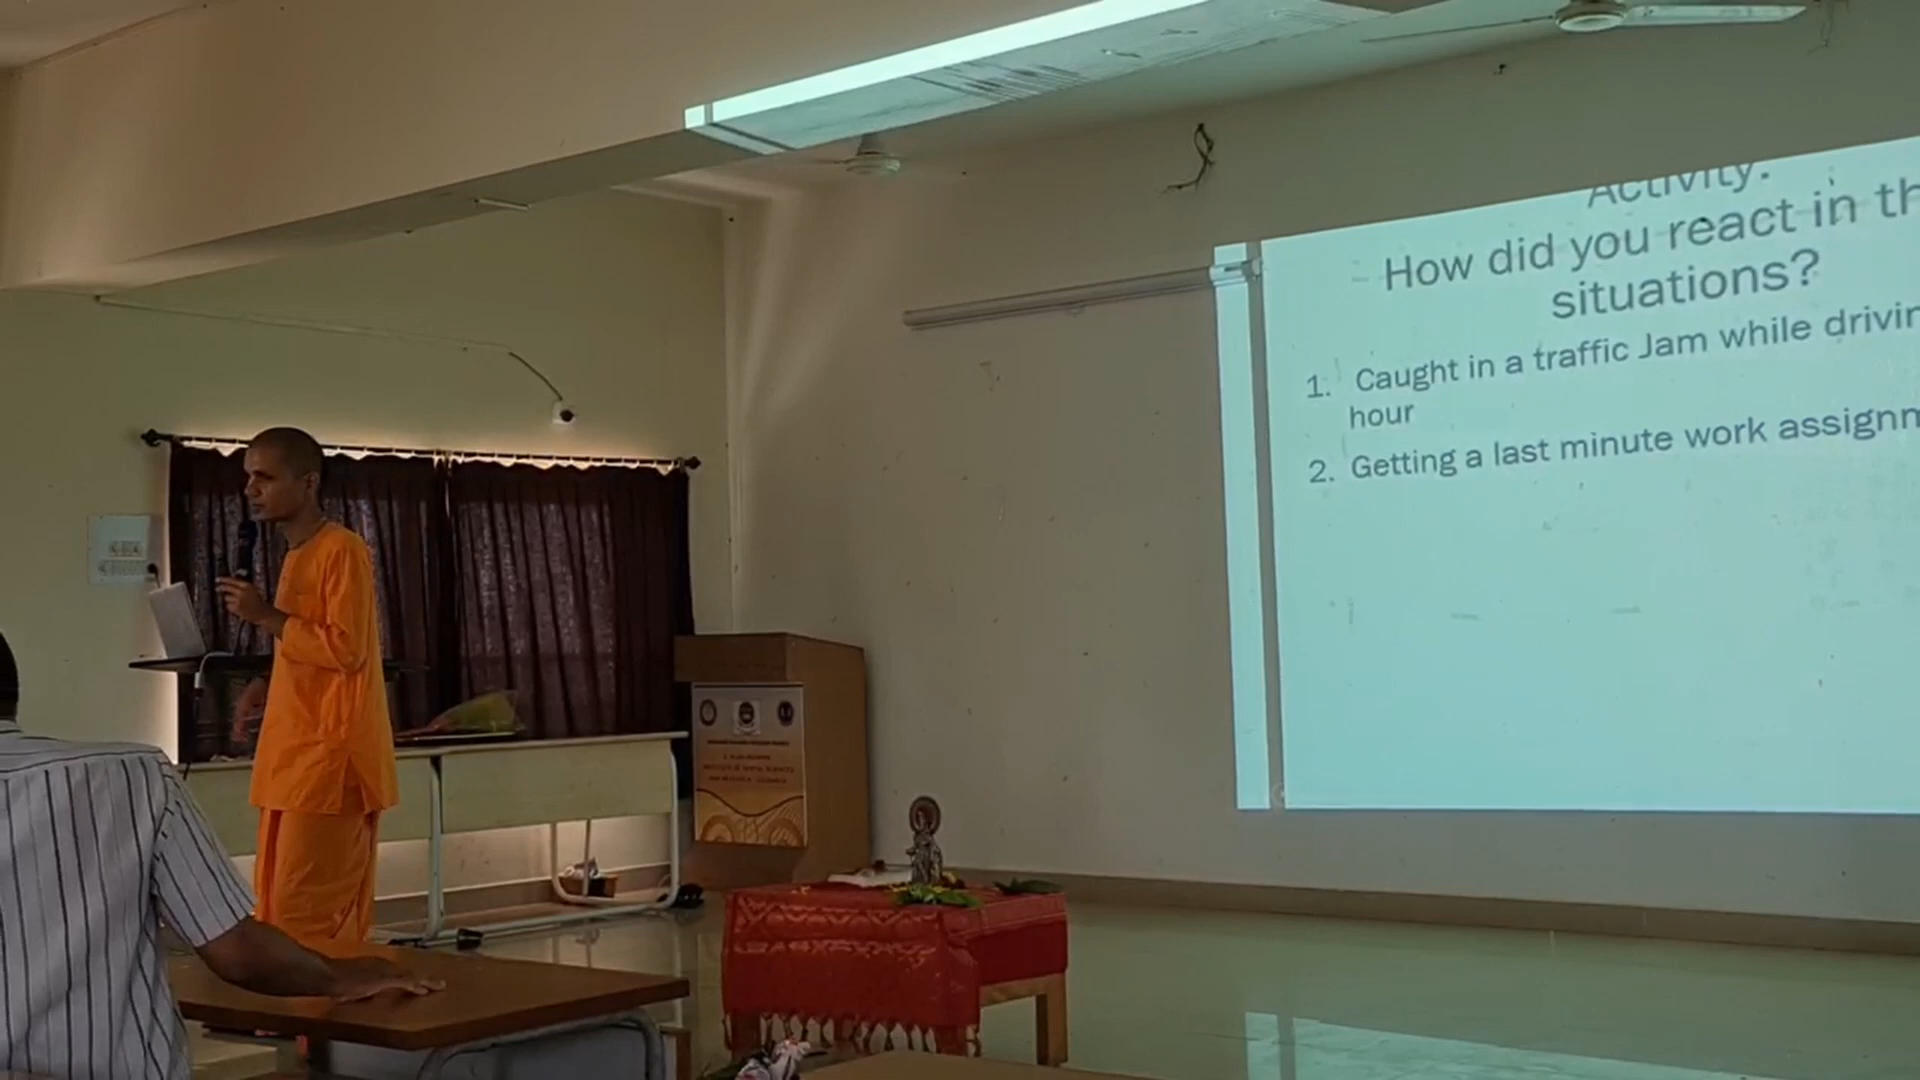 Activity:
How did you react in th
situations?
1. Caught in a traffic Jam while drivin
hour
2. Getting a last minute work assignm